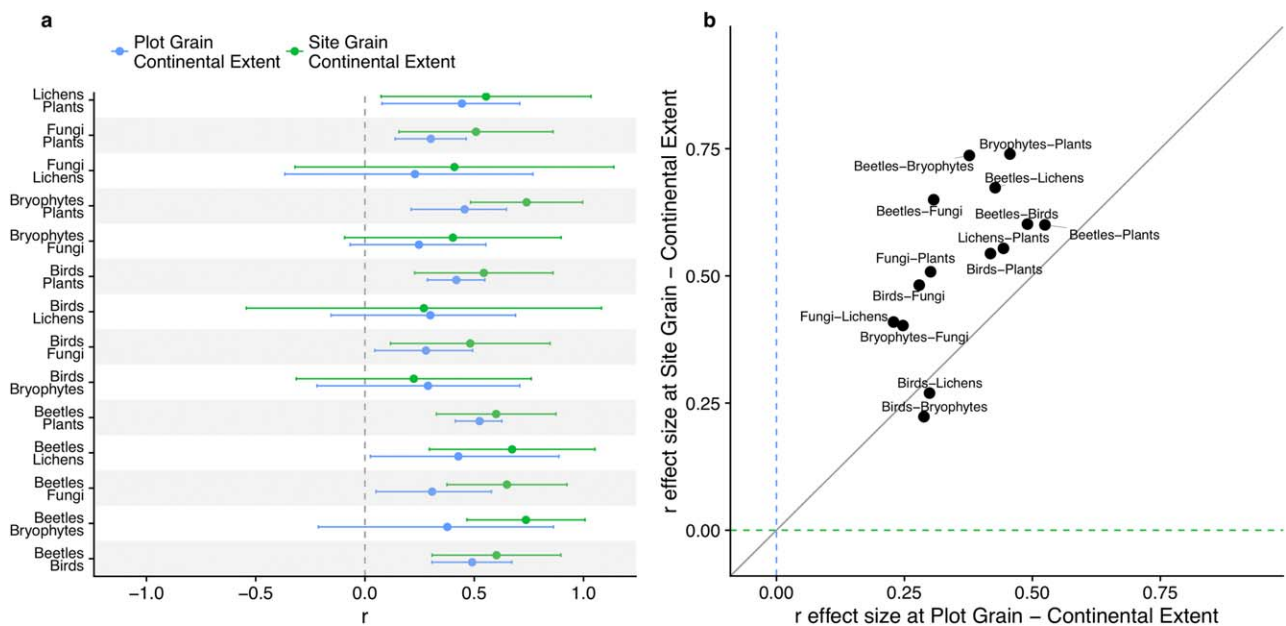 a
Plot Grain
Continental Extent
Site Grain
Continental Extent
Lichens
Plants
Fungi
Plants
Fungi
Lichens
Bryophytes
Plants
Bryophytes
Fungi
Birds
Plants
Birds
Lichens
Birds
Fungi
Birds
Bryophytes
Beetles
Plants
Beetles
Lichens
Beetles
Fungi
Beetles
Bryophytes
Beetles
Birds
-1.0 -0.5 0.0 0.5 1.0
r
b
r effect size at Site Grain – Continental Extent
0.75
0.50
0.25
0.00
Bryophytes–Plants
Beetles–Bryophytes
Beetles–Lichens
Beetles–Fungi
Beetles–Birds
Beetles–Plants
Lichens–Plants
Fungi–Plants
Birds–Plants
Birds–Fungi
Fungi–Lichens
Bryophytes–Fungi
Birds–Lichens
Birds–Bryophytes
0.00 0.25 0.50 0.75
r effect size at Plot Grain – Continental Extent